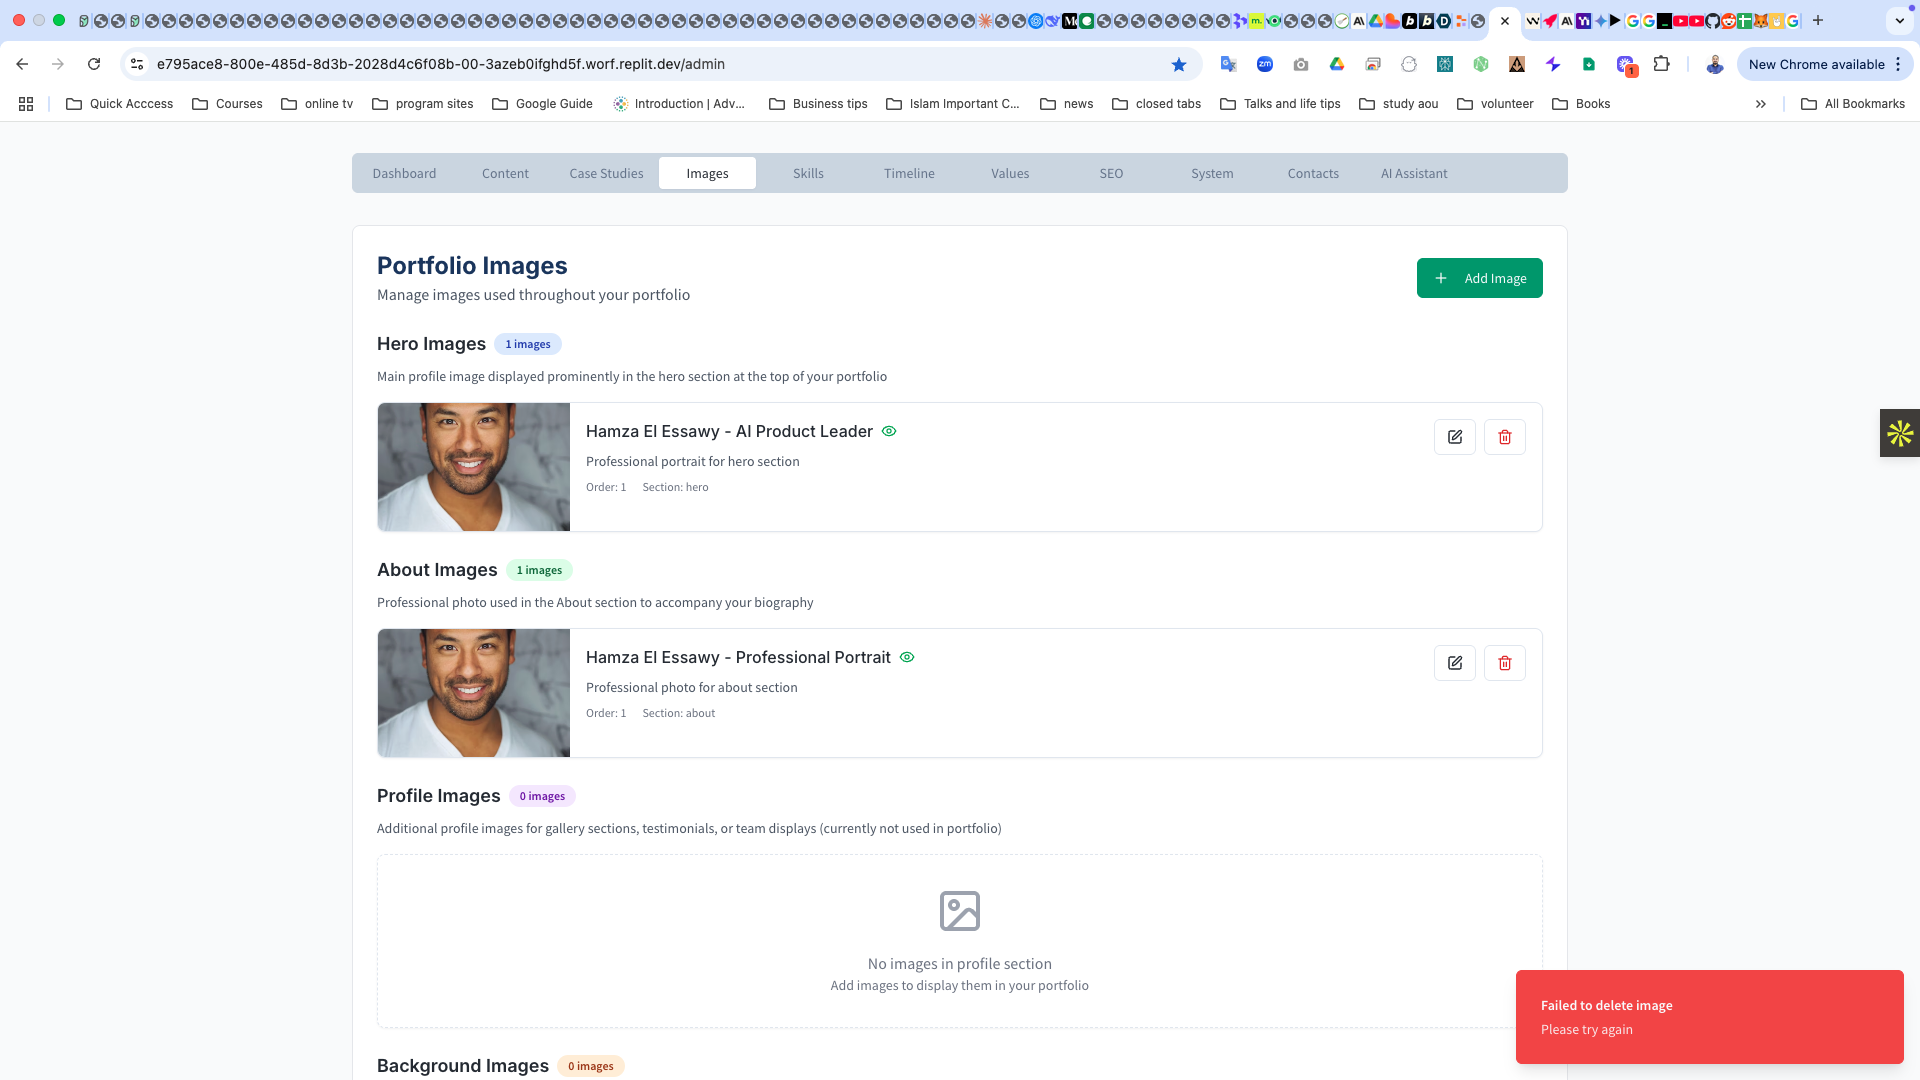 e795ace8-800e-485d-8d3b-2028d4c6f08b-00-3azeb0ifghd5f.worf.replit.dev/admin
New Chrome available
Quick Acccess
Courses
online tv
program sites
Google Guide
Introduction | Adv...
Business tips
Islam Important C...
news
closed tabs
Talks and life tips
study aou
volunteer
Books
All Bookmarks
Dashboard
Content
Case Studies
Images
Skills
Timeline
Values
SEO
System
Contacts
AI Assistant
Portfolio Images
Manage images used throughout your portfolio
Add Image
Hero Images
1 images
Main profile image displayed prominently in the hero section at the top of your portfolio
Hamza El Essawy - AI Product Leader
Professional portrait for hero section
Order: 1 Section: hero
About Images
1 images
Professional photo used in the About section to accompany your biography
Hamza El Essawy - Professional Portrait
Professional photo for about section
Order: 1 Section: about
Profile Images
0 images
Additional profile images for gallery sections, testimonials, or team displays (currently not used in portfolio)
No images in profile section
Add images to display them in your portfolio
Background Images
0 images
Failed to delete image
Please try again